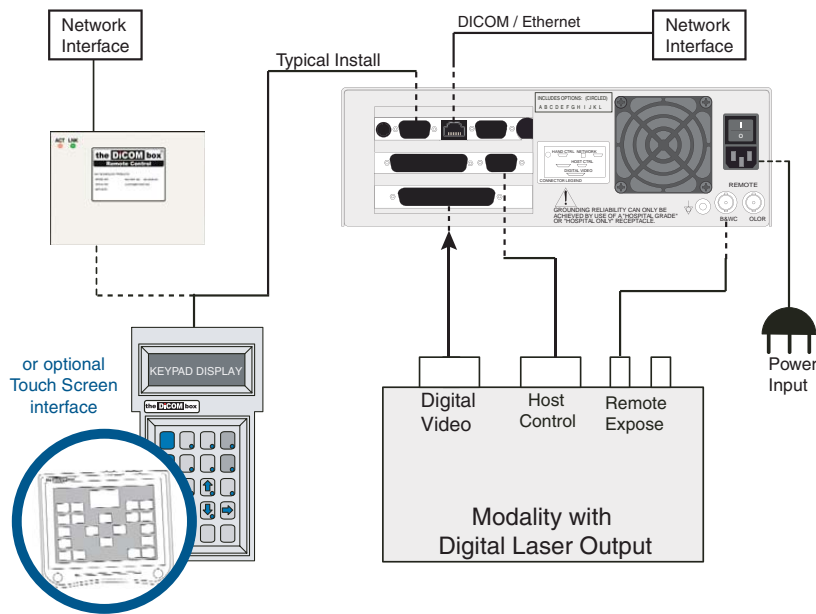 Network
Interface
DICOM / Ethernet
Network
Interface
Typical Install
ACT LNK
the DiCOM box
Remote Control
INCLUDES OPTIONS: (CIRCLED)
A B C D E F G H I J K L
I
O
HAND CTRL NETWORK
HOST CTRL
DIGITAL VIDEO
CONNECTOR LEGEND
GROUNDING RELIABILITY CAN ONLY BE
ACHIEVED BY USE OF A "HOSPITAL GRADE"
OR "HOSPITAL ONLY" RECEPTACLE.
REMOTE
B&WC OLOR
Power
Input
or optional
Touch Screen
interface
KEYPAD DISPLAY
the DiCOM box
Digital
Video
Host
Control
Remote
Expose
Modality with
Digital Laser Output